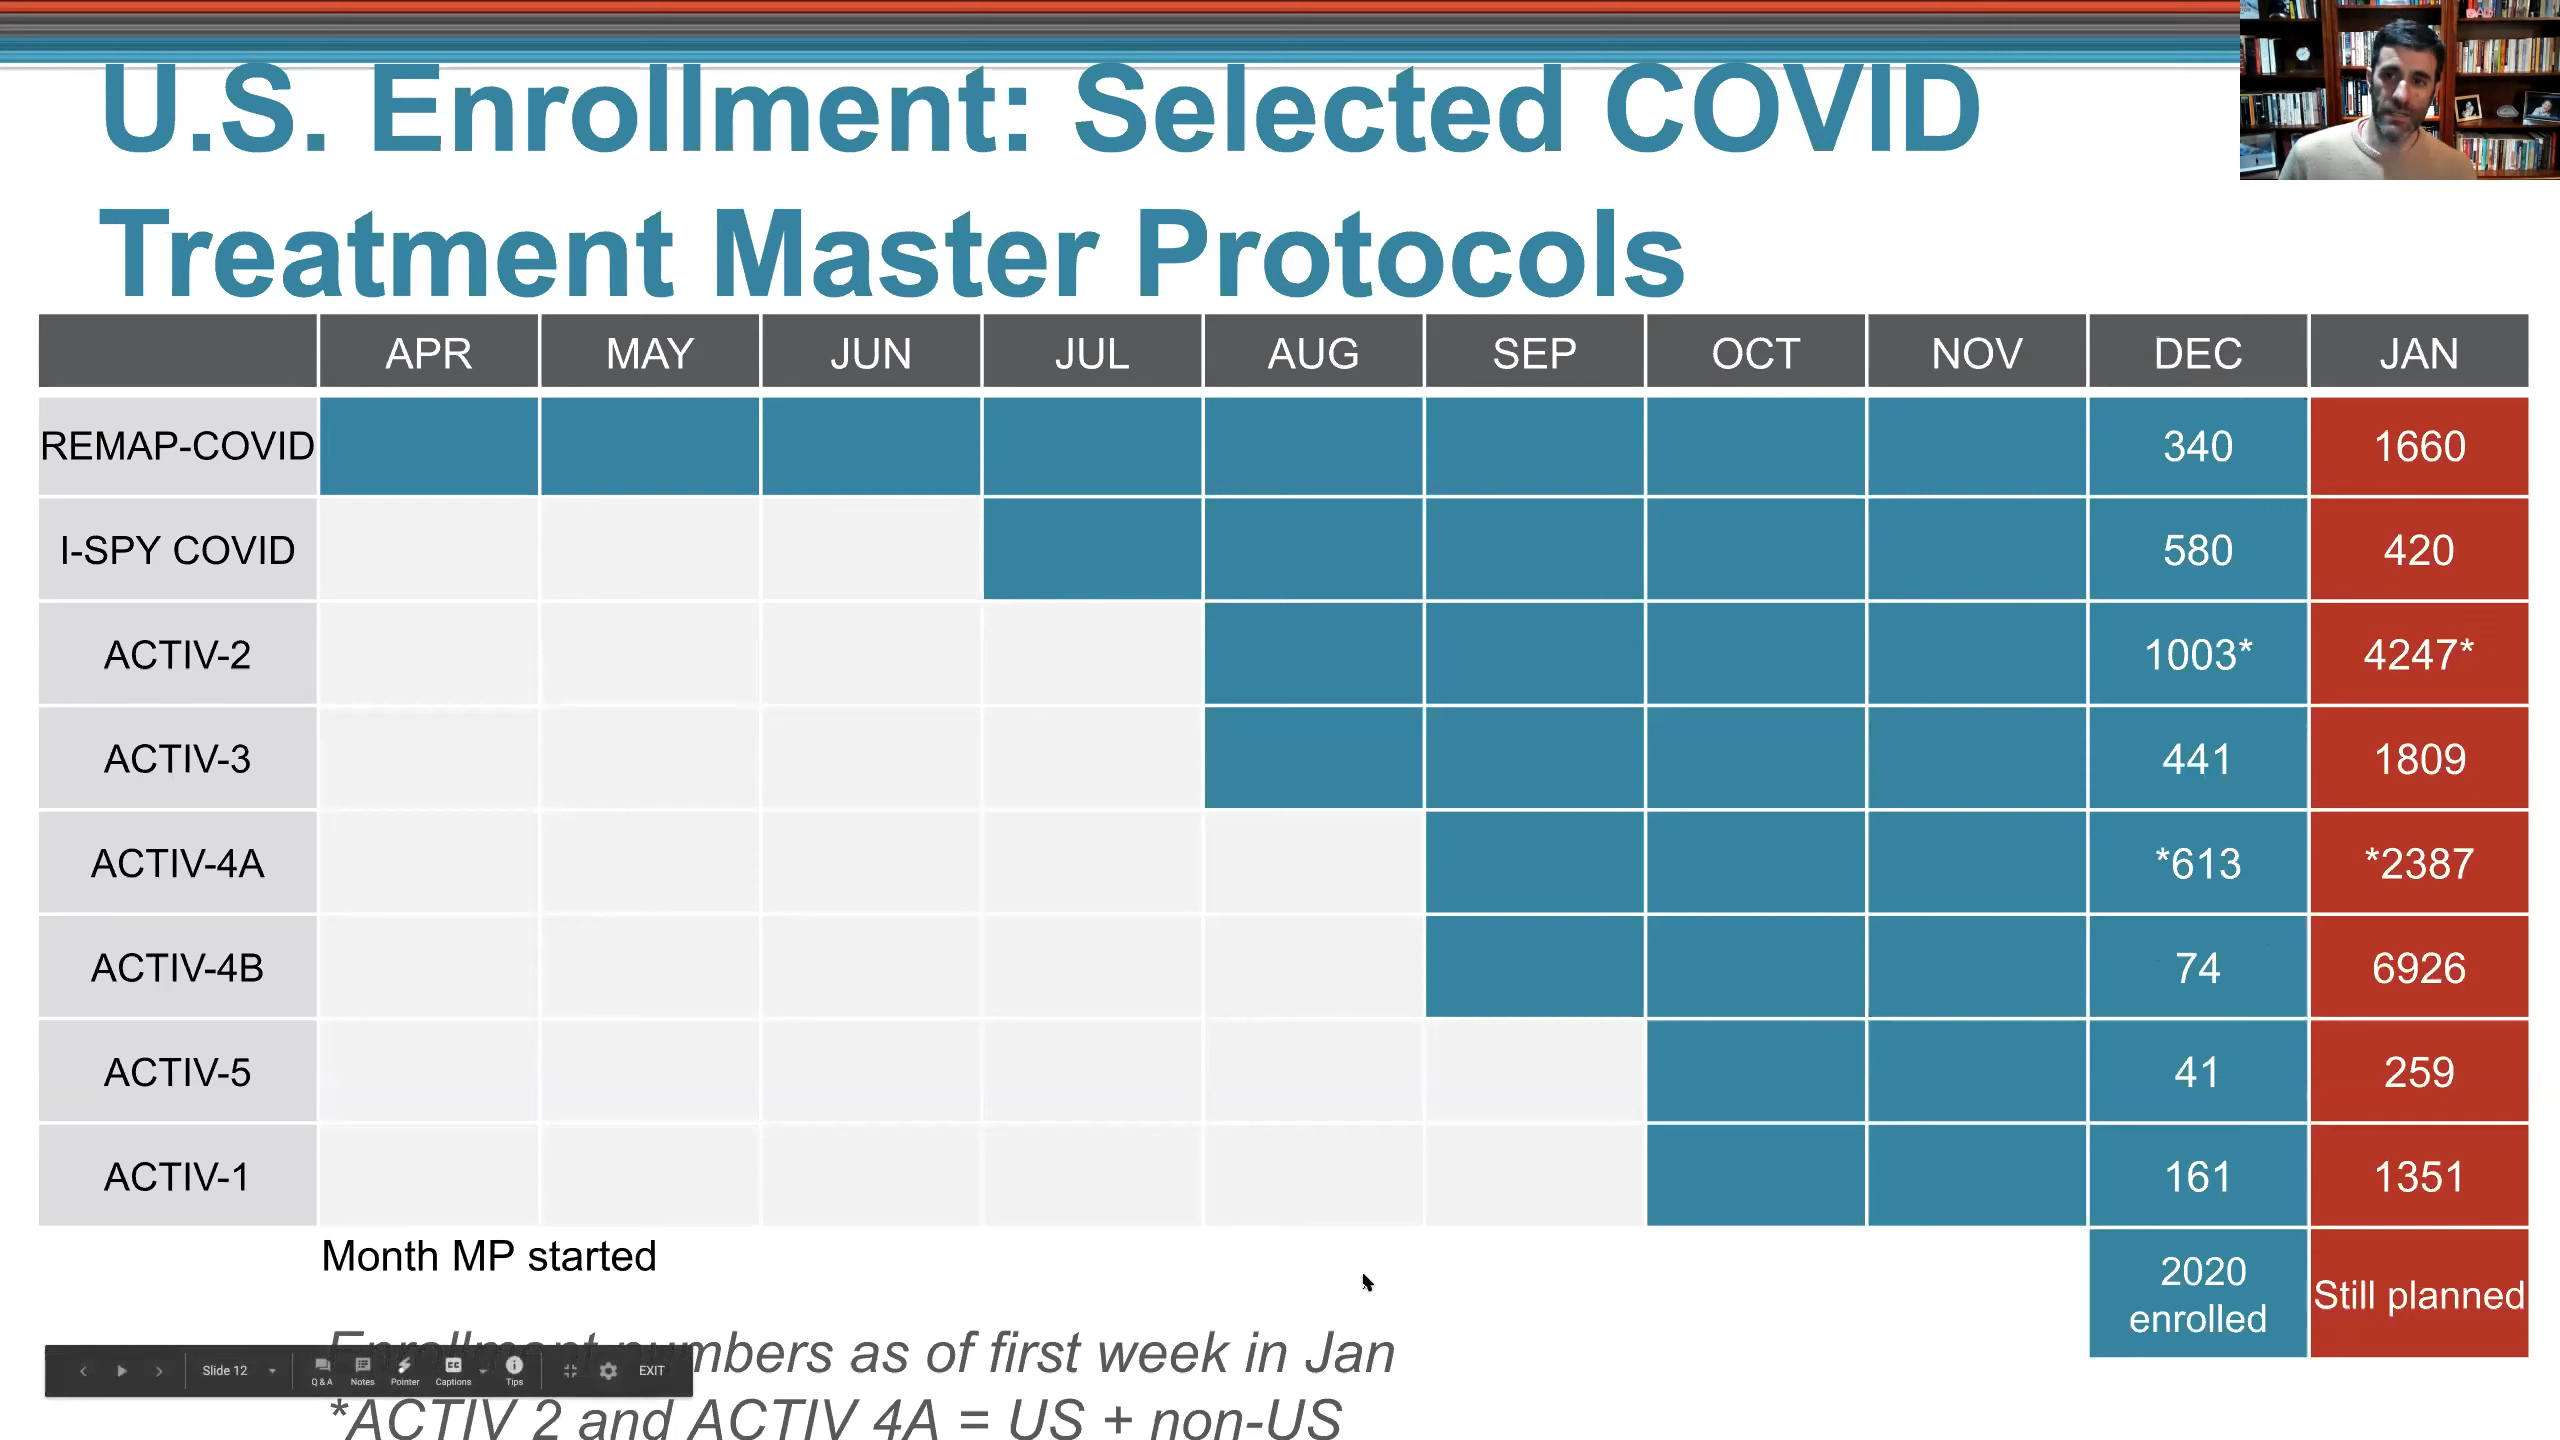 U.S. Enrollment: Selected COVID
Treatment Master Protocols
APR MAY JUN JUL AUG SEP OCT NOV DEC JAN
REMAP-COVID 340 1660
I-SPY COVID 580 420
ACTIV-2 1003* 4247*
ACTIV-3 441 1809
ACTIV-4A *613 *2387
ACTIV-4B 74 6926
ACTIV-5 41 259
ACTIV-1 161 1351
Month MP started
2020
enrolled
Still planned
Enrollment numbers as of first week in Jan
Slide 12 Q & A Notes Pointer Captions Tips EXIT
*ACTIV 2 and ACTIV 4A = US + non-US